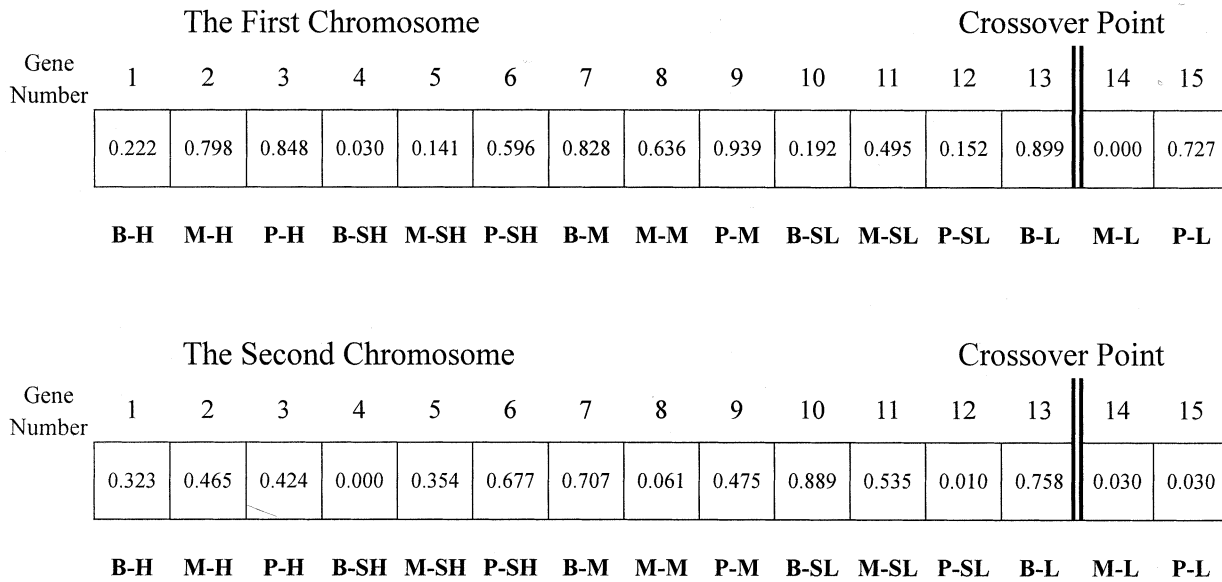 The First Chromosome Crossover Point
Gene Number 1 2 3 4 5 6 7 8 9 10 11 12 13 14 15
0.222 0.798 0.848 0.030 0.141 0.596 0.828 0.636 0.939 0.192 0.495 0.152 0.899 0.000 0.727
B-H M-H P-H B-SH M-SH P-SH B-M M-M P-M B-SL M-SL P-SL B-L M-L P-L
The Second Chromosome Crossover Point
Gene Number 1 2 3 4 5 6 7 8 9 10 11 12 13 14 15
0.323 0.465 0.424 0.000 0.354 0.677 0.707 0.061 0.475 0.889 0.535 0.010 0.758 0.030 0.030
B-H M-H P-H B-SH M-SH P-SH B-M M-M P-M B-SL M-SL P-SL B-L M-L P-L